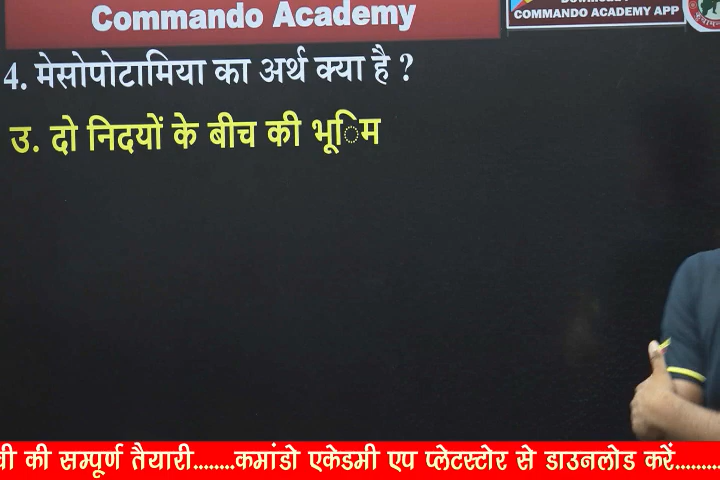 Commando Academy
COMMANDO ACADEMY APP
4. मेसोपोटामिया का अर्थ क्या है ?
उ. दो निदयों के बीच की भूिम
की सम्पूर्ण तैयारी........कमांडो एकेडमी एप प्लेटस्टोर से डाउनलोड करें.........